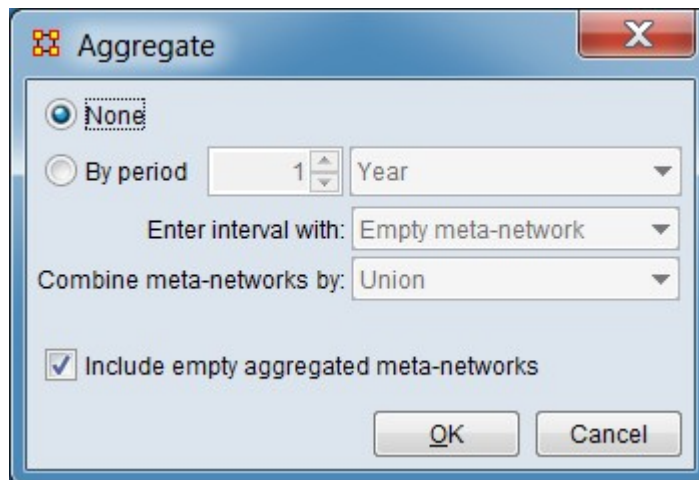 Aggregate
None
By period 1 Year
Enter interval with: Empty meta-network
Combine meta-networks by: Union
Include empty aggregated meta-networks
OK Cancel